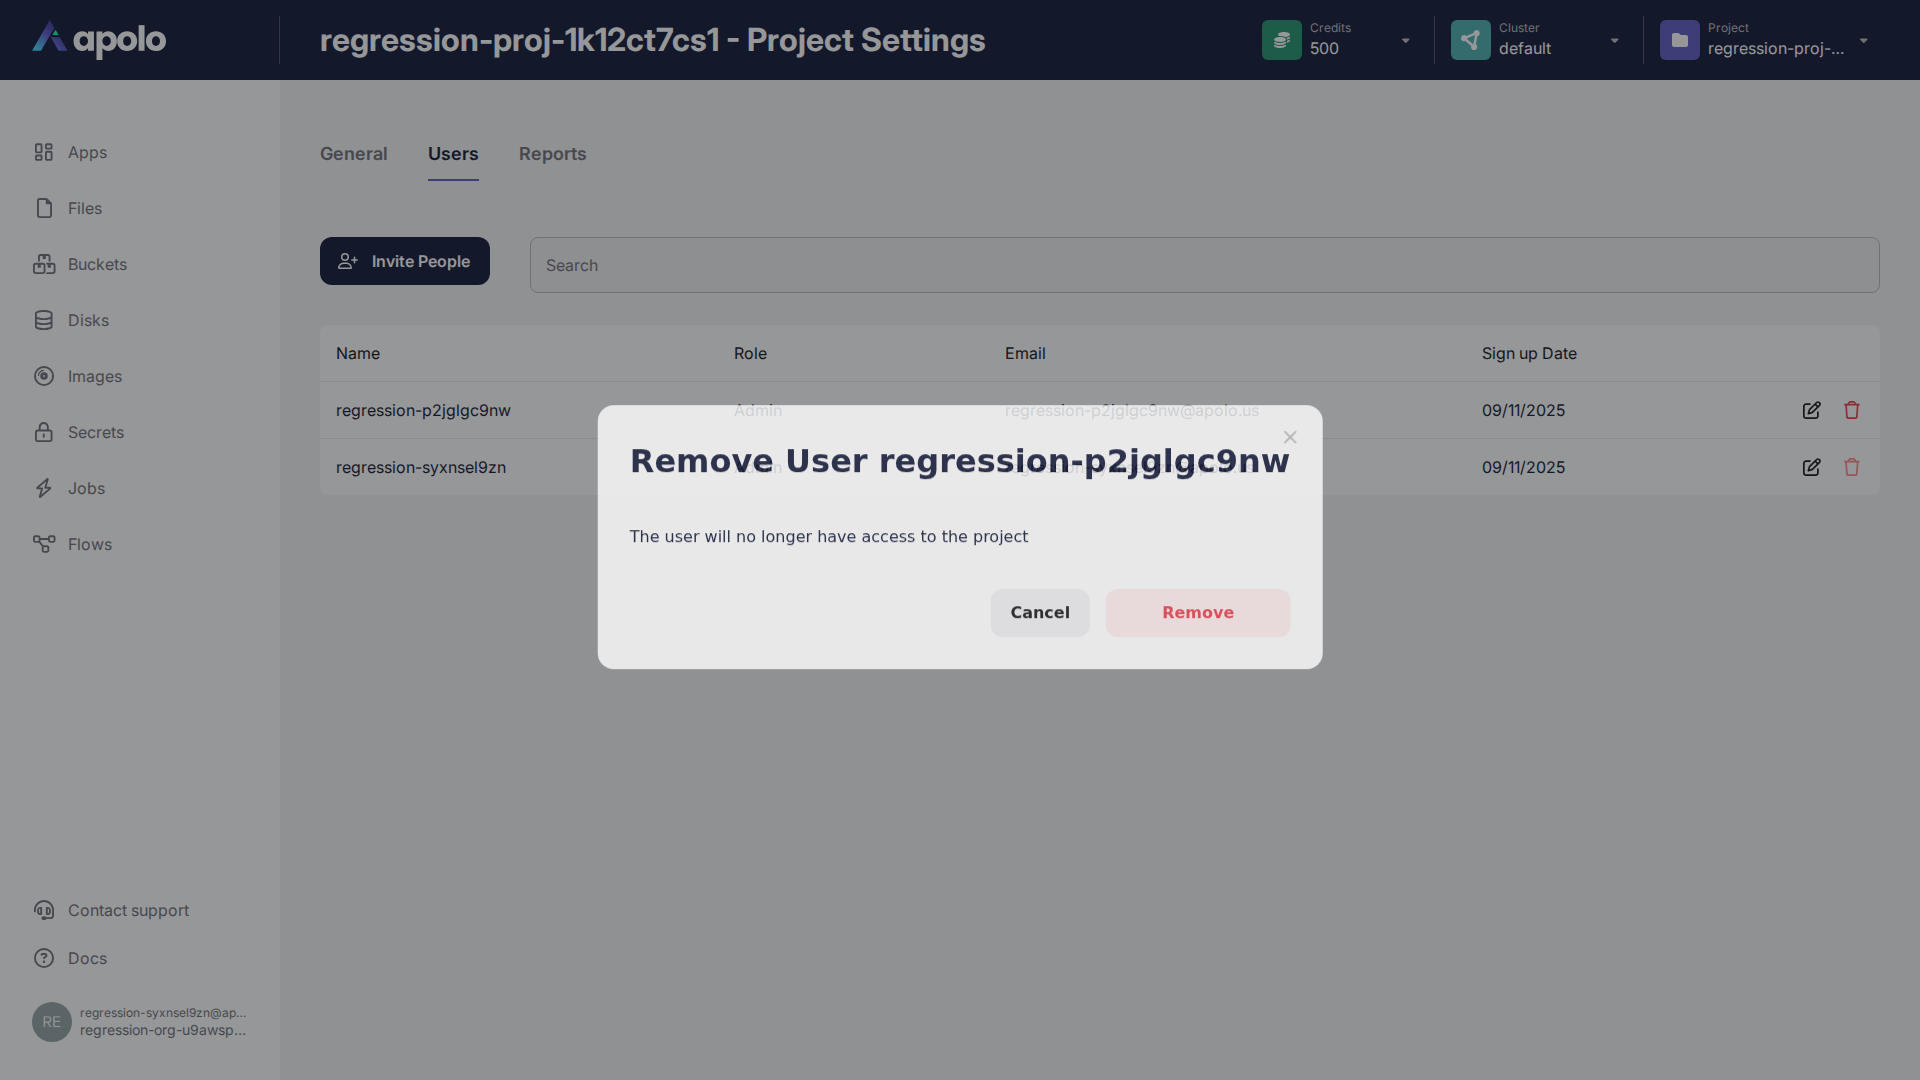 apolo
regression-proj-1k12ct7cs1 - Project Settings
Credits
500
Cluster
default
Project
regression-proj-...
Apps
Files
Buckets
Disks
Images
Secrets
Jobs
Flows
General
Users
Reports
Invite People
Search
Name
Role
Email
Sign up Date
regression-p2jglgc9nw
Admin
regression-p2jglgc9nw@apolo.us
09/11/2025
regression-syxnsel9zn
09/11/2025
Remove User regression-p2jglgc9nw
The user will no longer have access to the project
Cancel
Remove
Contact support
Docs
RE
regression-syxnsel9zn@ap...
regression-org-u9awsp...